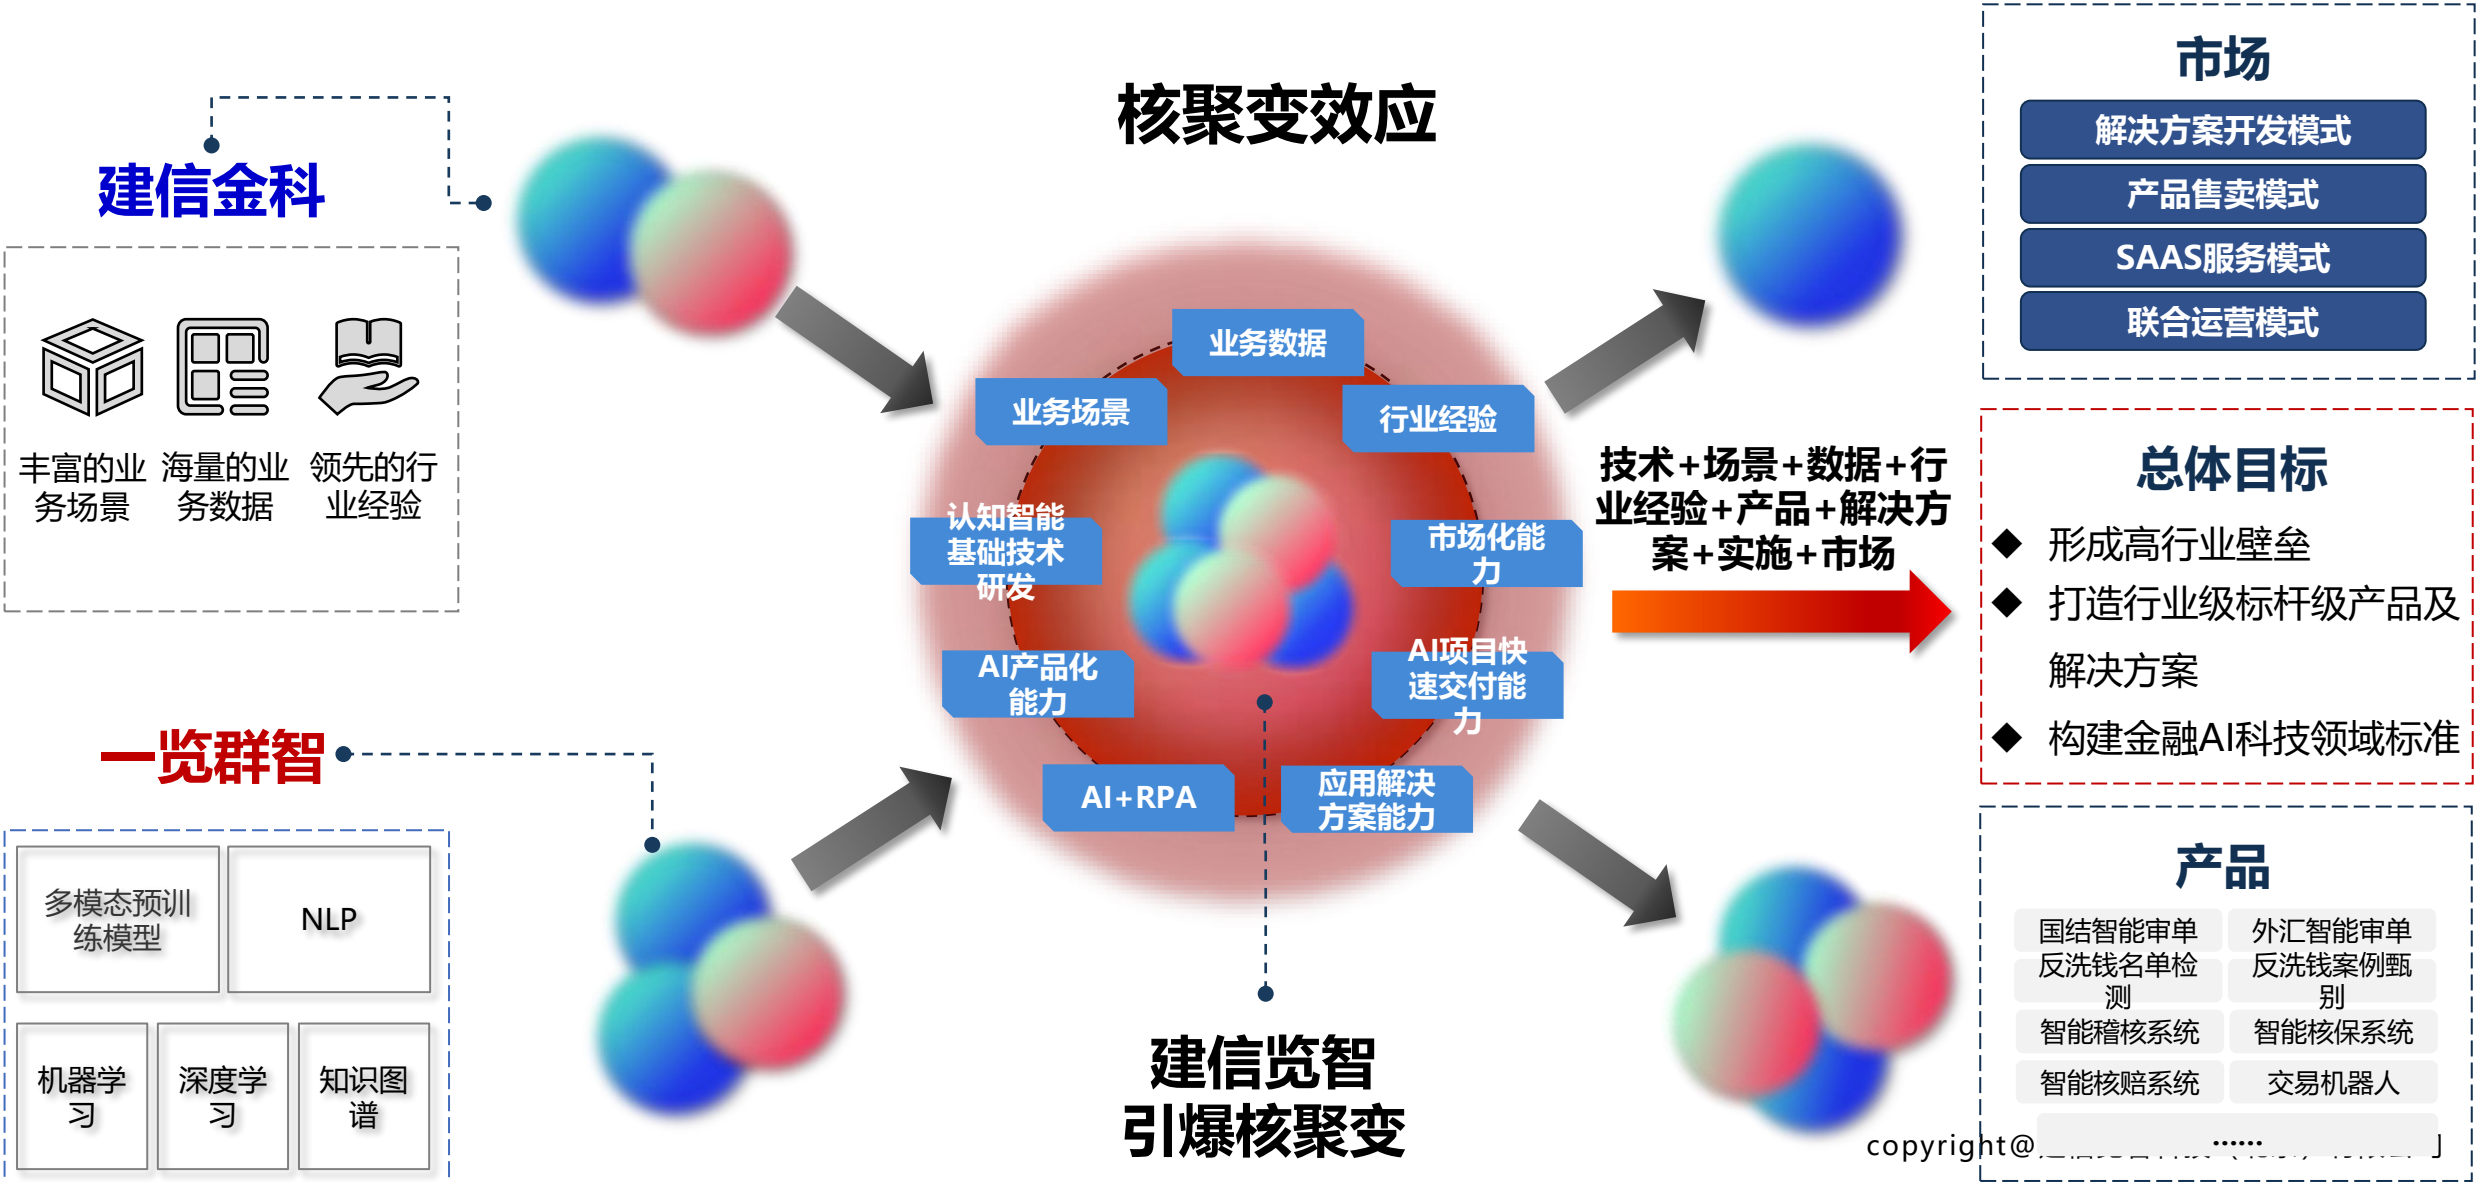 核聚变效应
建信金科
丰富的业
务场景
海量的业
务数据
领先的行
业经验
一览群智
多模态预训
练模型
NLP
机器学
习
深度学
习
知识图
谱
业务数据
业务场景
行业经验
认知智能
基础技术
研发
市场化能
力
AI产品化
能力
AI项目快
速交付能
力
AI+RPA
应用解决
方案能力
建信览智
引爆核聚变
技术+场景+数据+行
业经验+产品+解决方
案+实施+市场
市场
解决方案开发模式
产品售卖模式
SAAS服务模式
联合运营模式
总体目标
◆ 形成高行业壁垒
◆ 打造行业级标杆级产品及
解决方案
◆ 构建金融AI科技领域标准
产品
国结智能审单
外汇智能审单
反洗钱名单检
测
反洗钱案例甄
别
智能稽核系统
智能核保系统
智能核赔系统
交易机器人
······
copyright@